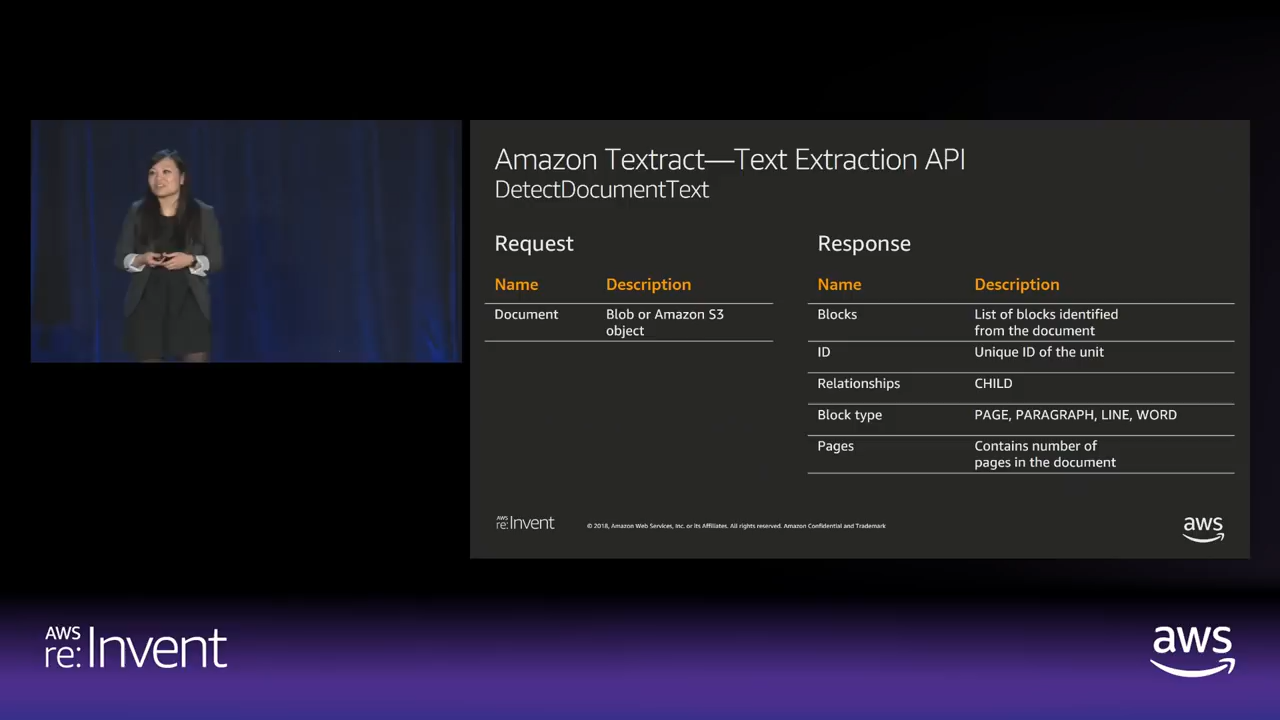 Amazon Textract—Text Extraction API
DetectDocumentText
Request
Name Description
Document Blob or Amazon S3
object
Response
Name Description
Blocks List of blocks identified
from the document
ID Unique ID of the unit
Relationships CHILD
Block type PAGE, PARAGRAPH, LINE, WORD
Pages Contains number of
pages in the document
AWS
re:Invent
© 2018, Amazon Web Services, Inc. or its Affiliates. All rights reserved. Amazon Confidential and Trademark
aws
AWS
re:Invent
aws